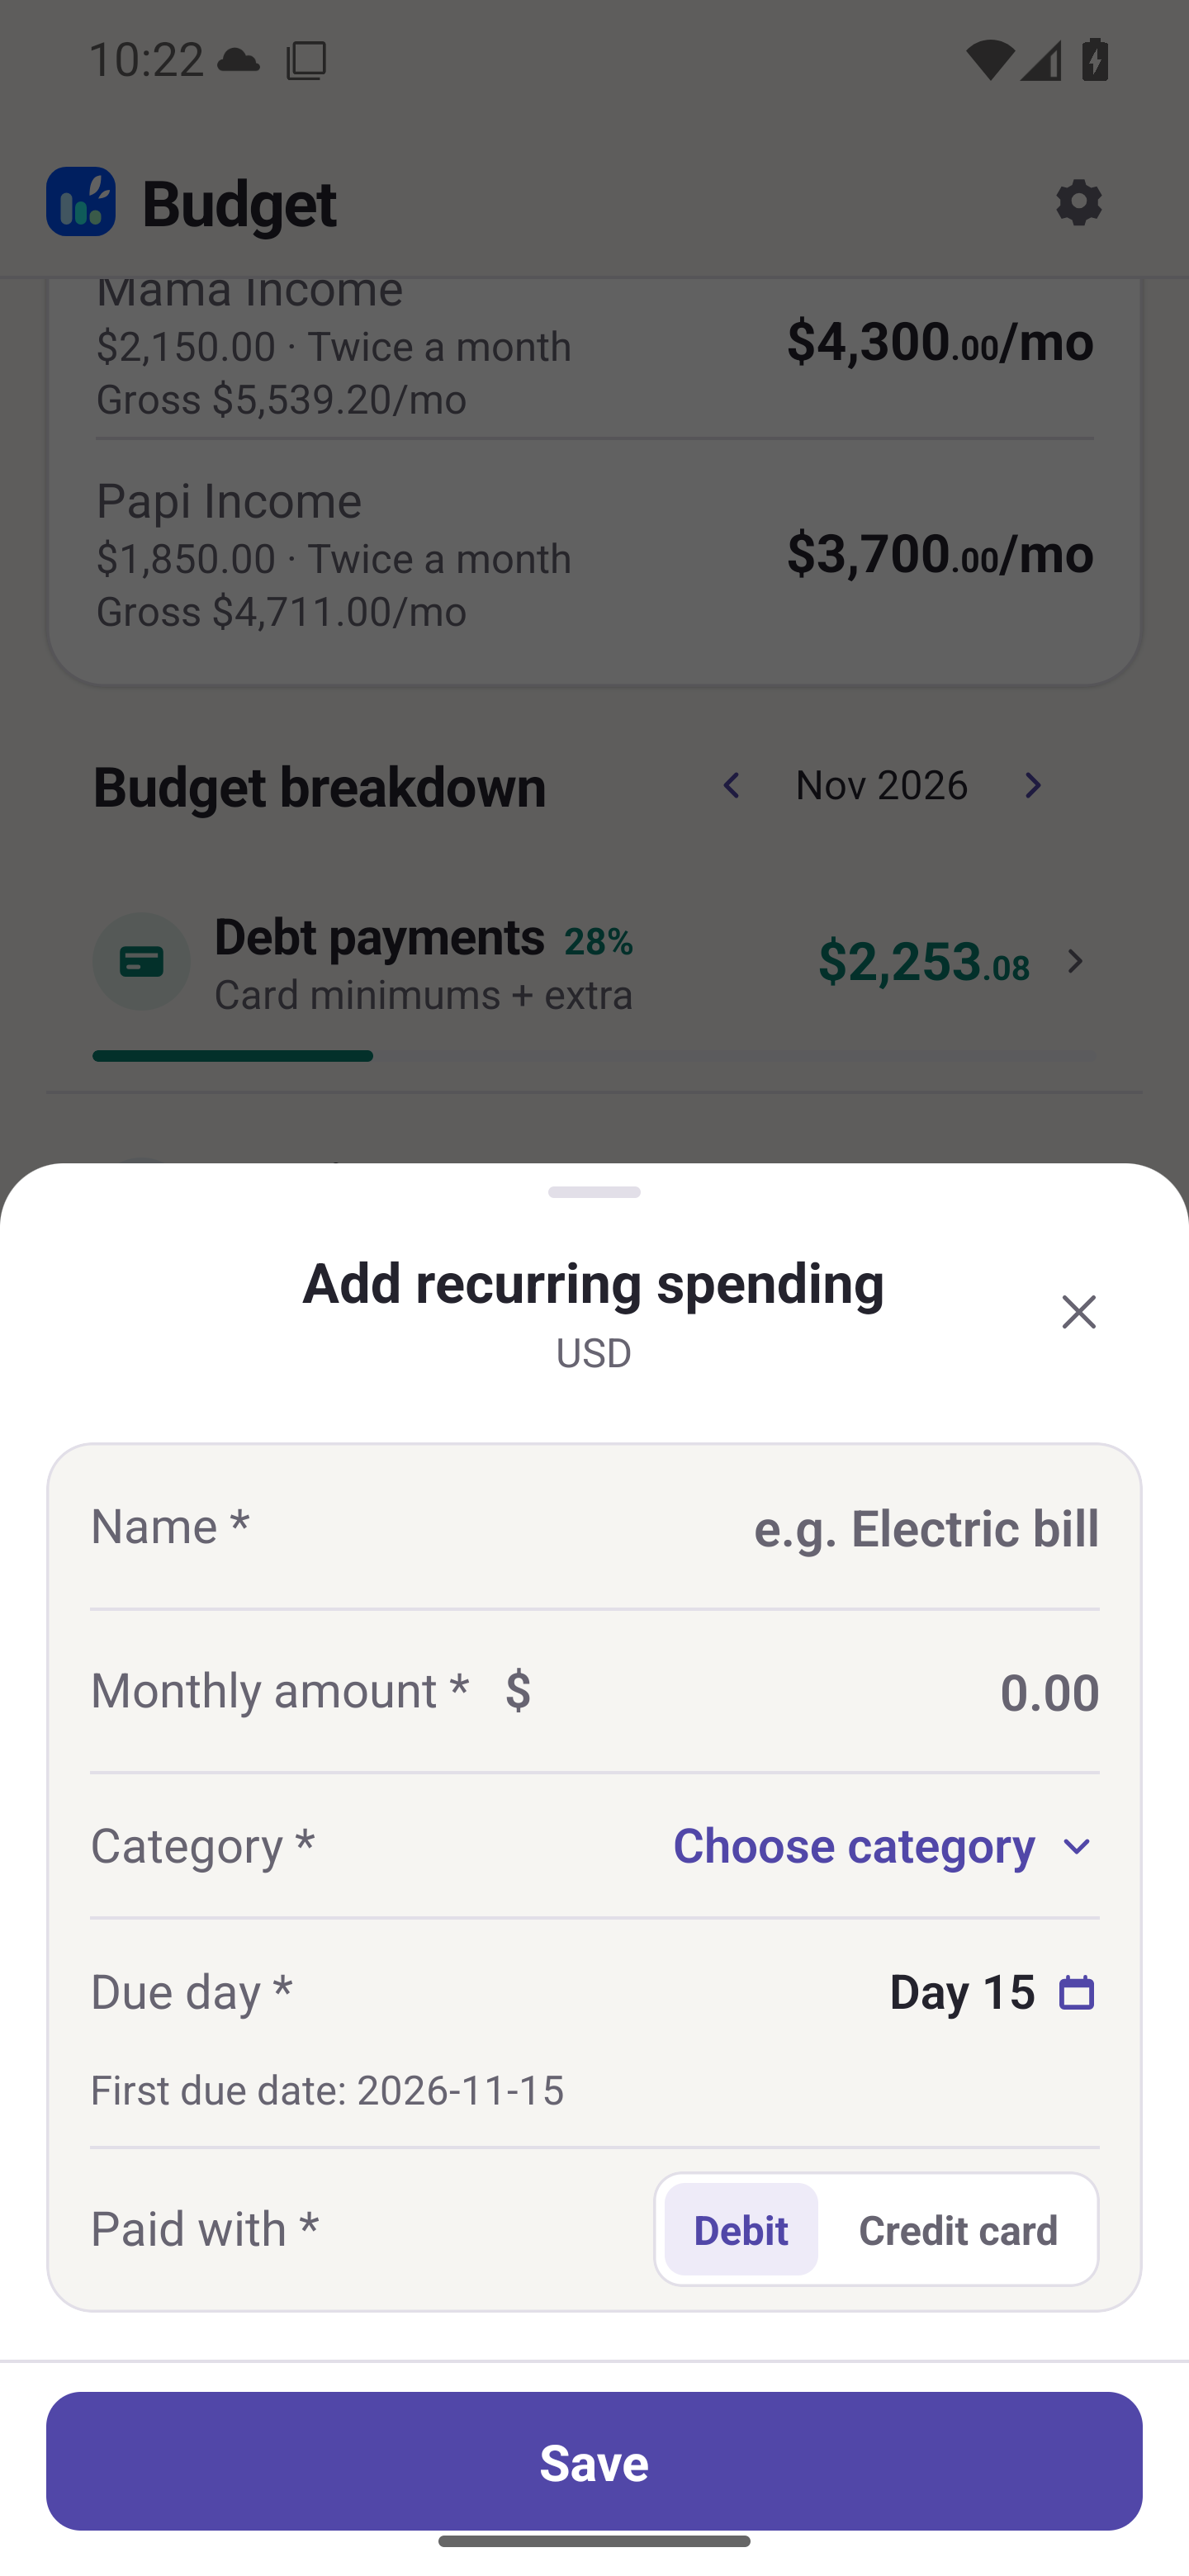 10:22
Budget
Mama Income
$2,150.00 · Twice a month
Gross $5,539.20/mo
$4,300.00/mo
Papi Income
$1,850.00 · Twice a month
Gross $4,711.00/mo
$3,700.00/mo
Budget breakdown
Nov 2026
Debt payments 28%
Card minimums + extra
$2,253.08
Add recurring spending
USD
Name *
e.g. Electric bill
Monthly amount * $ 0.00
Category *
Choose category
Due day *
Day 15
First due date: 2026-11-15
Paid with *
Debit
Credit card
Save